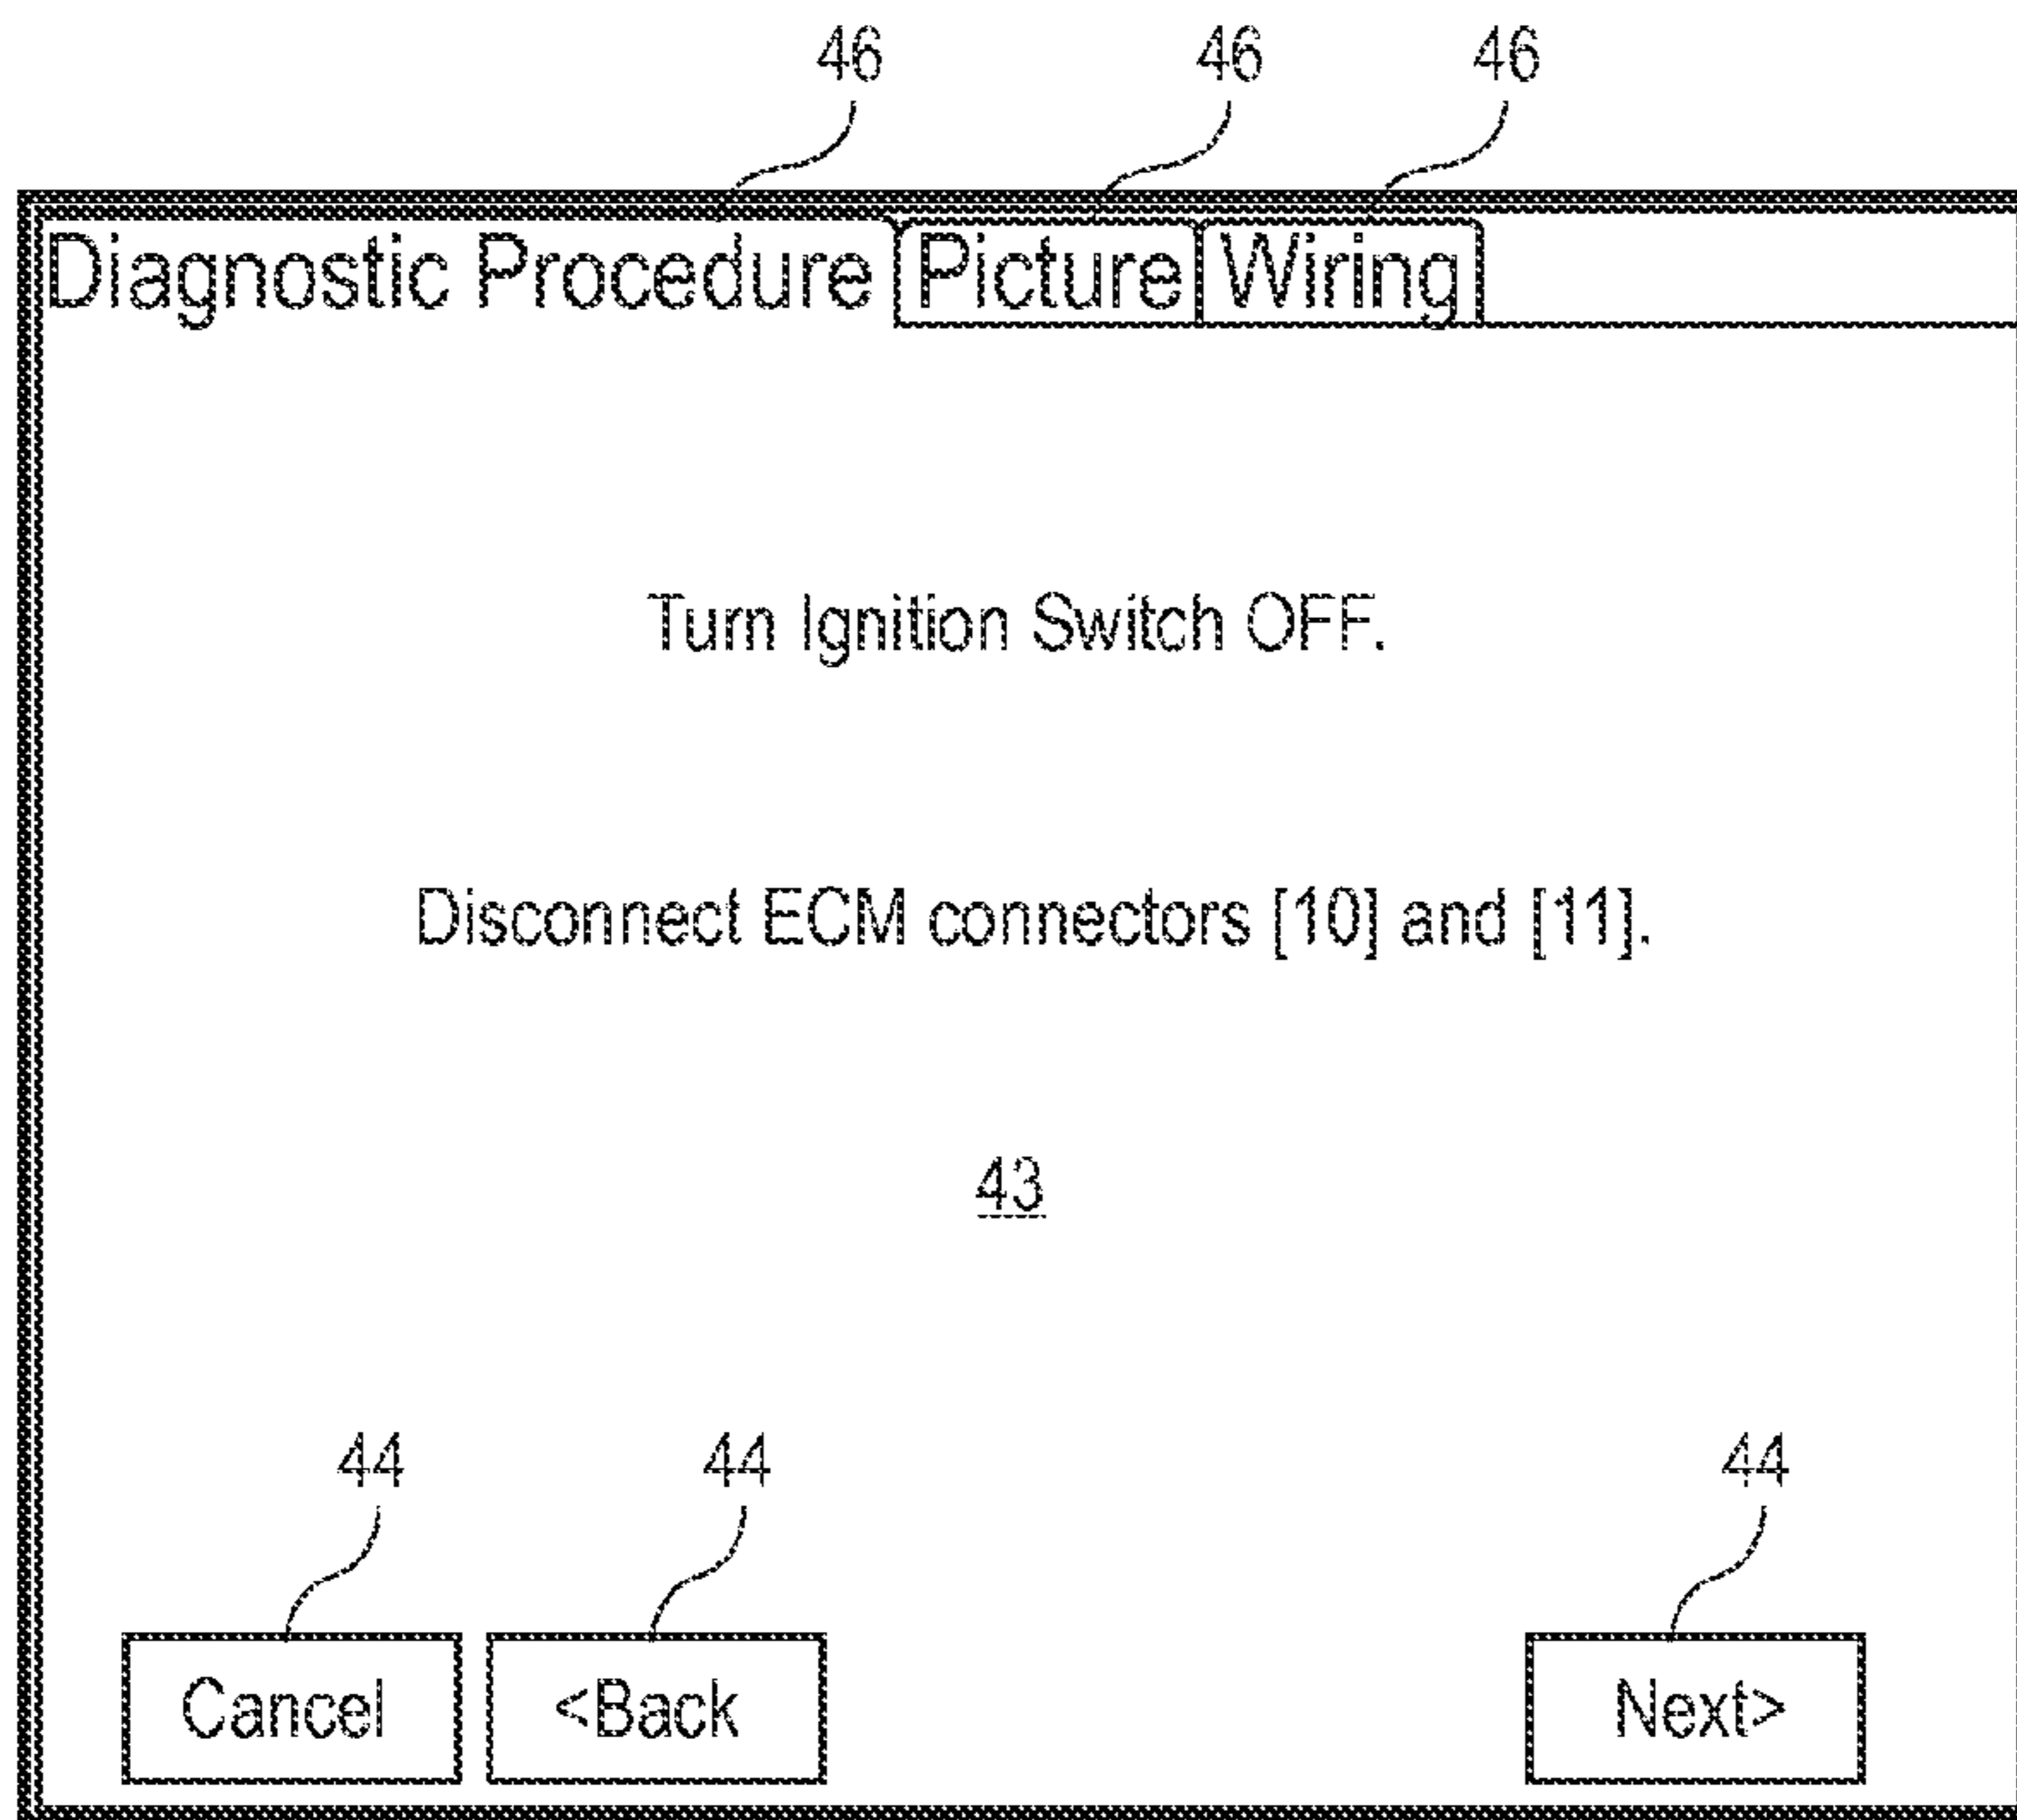 46 46 46
Diagnostic Procedure Picture Wiring
Turn Ignition Switch OFF.
Disconnect ECM connectors [10] and [11].
43
44 44 44
Cancel <Back Next>